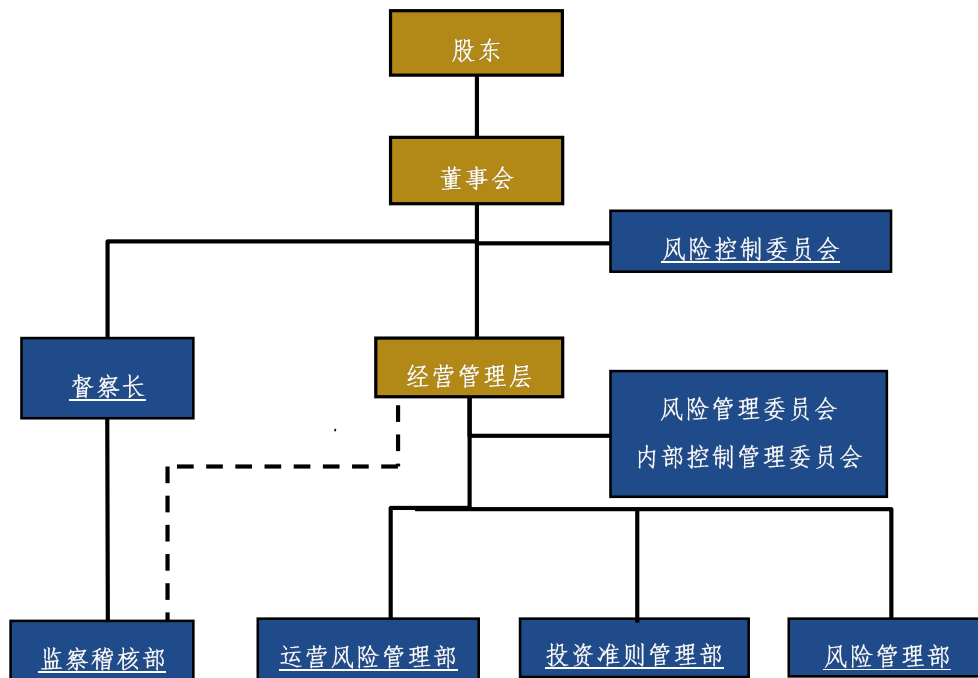 股东
董事会
风险控制委员会
督察长
经营管理层
风险管理委员会
内部控制管理委员会
监察稽核部
运营风险管理部
投资准则管理部
风险管理部